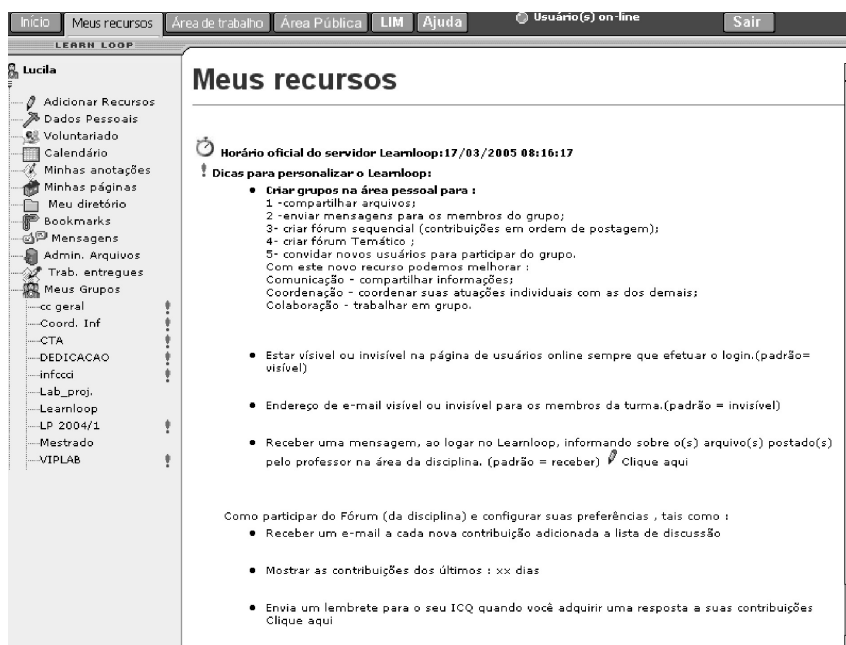 Início Meus recursos Área de trabalho Área Pública LIM Ajuda Usuário(s) on-line Sair
LEARN LOOP
Lucila
Adicionar Recursos
Dados Pessoais
Voluntariado
Calendário
Minhas anotações
Minhas páginas
Meu diretório
Bookmarks
Mensagens
Admin. Arquivos
Trab. entregues
Meus Grupos
cc geral
Coord. Inf
CTA
DEDICACAO
infccci
Lab_proj.
Learnloop
LP 2004/1
Mestrado
VIPLAB
Meus recursos
Horário oficial do servidor Learnloop:17/03/2005 08:16:17
Dicas para personalizar o Learnloop:
• Criar grupos na área pessoal para :
1 -compartilhar arquivos;
2 -enviar mensagens para os membros do grupo;
3- criar fórum sequencial (contribuições em ordem de postagem);
4- criar fórum Temático ;
5- convidar novos usuários para participar do grupo.
Com este novo recurso podemos melhorar :
Comunicação - compartilhar informações;
Coordenação - coordenar suas atuações individuais com as dos demais;
Colaboração - trabalhar em grupo.
• Estar vísivel ou invisível na página de usuários online sempre que efetuar o login.(padrão=
visível)
• Endereço de e-mail visível ou invisível para os membros da turma.(padrão = invisível)
• Receber uma mensagem, ao logar no Learnloop, informando sobre o(s) arquivo(s) postado(s)
pelo professor na área da disciplina. (padrão = receber) Clique aqui
Como participar do Fórum (da disciplina) e configurar suas preferências , tais como :
• Receber um e-mail a cada nova contribuição adicionada a lista de discussão
• Mostrar as contribuições dos últimos : xx dias
• Envia um lembrete para o seu ICQ quando você adquirir uma resposta a suas contribuições
Clique aqui